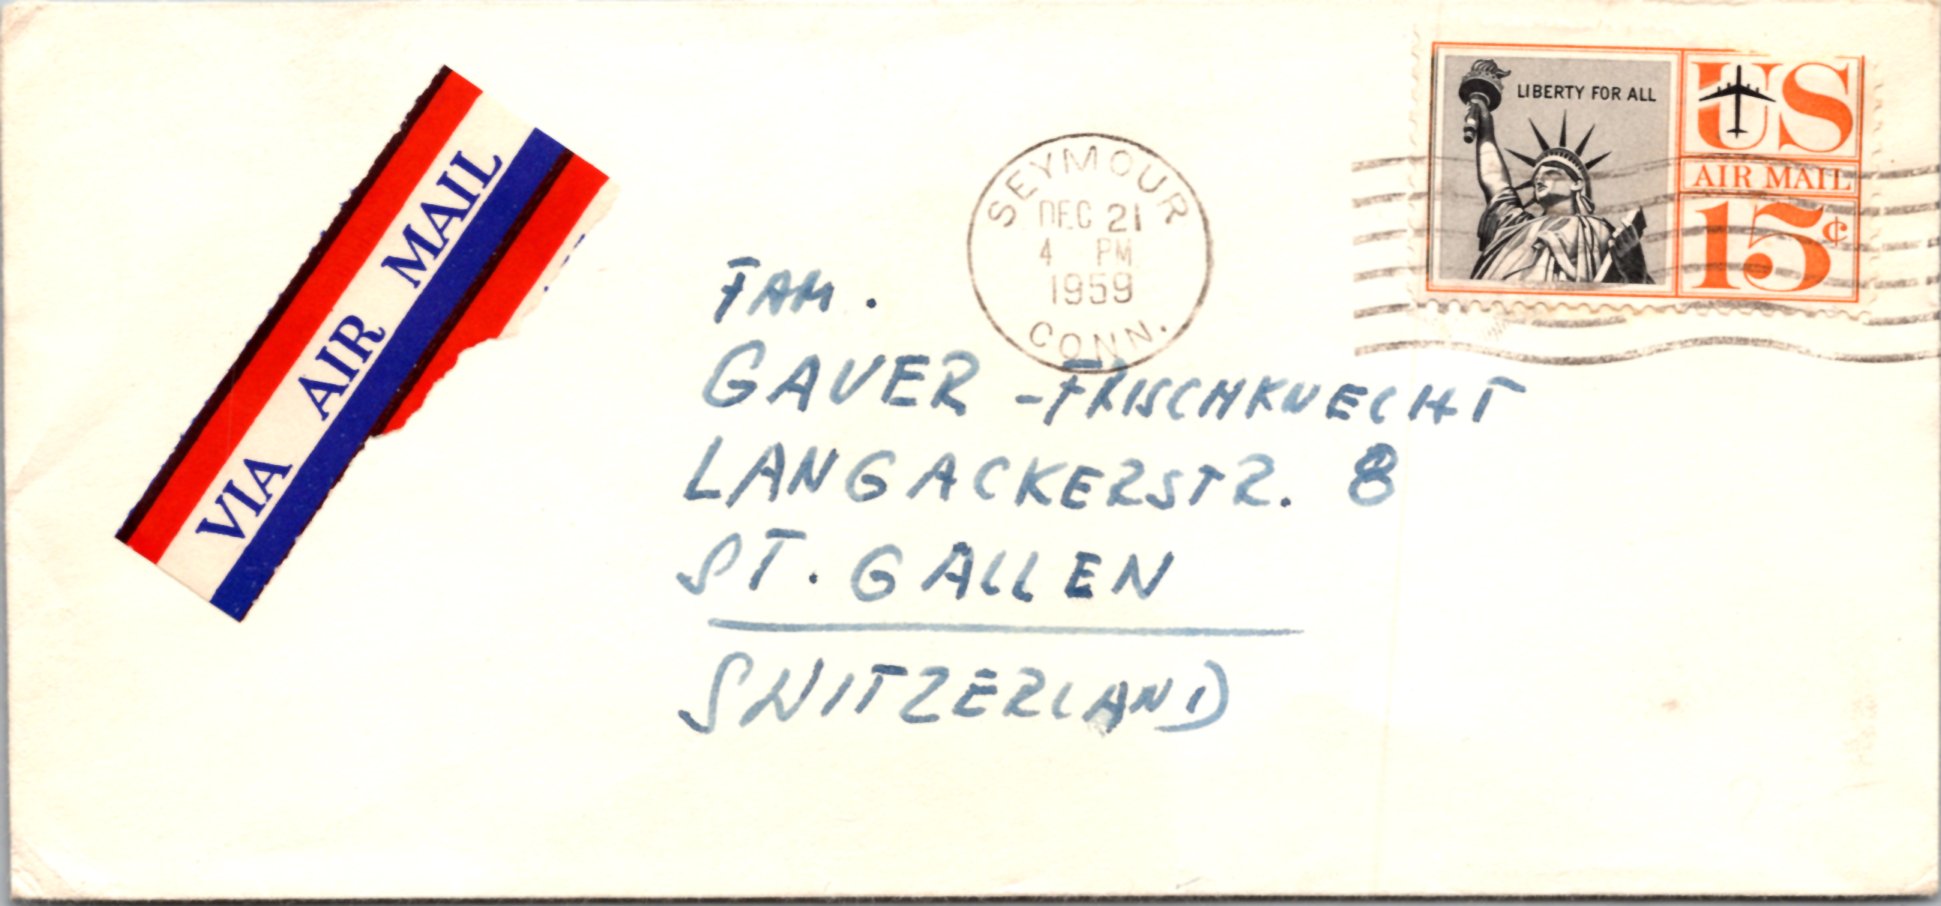 VIA AIR MAIL
SEYMOUR
DEC 21
4 PM
1959
CONN.
LIBERTY FOR ALL
US
AIR MAIL
15¢
FAM.
GAUER-FRISCHKNECHT
LANGACKERSTR. 8
ST. GALLEN
SWITZERLAND